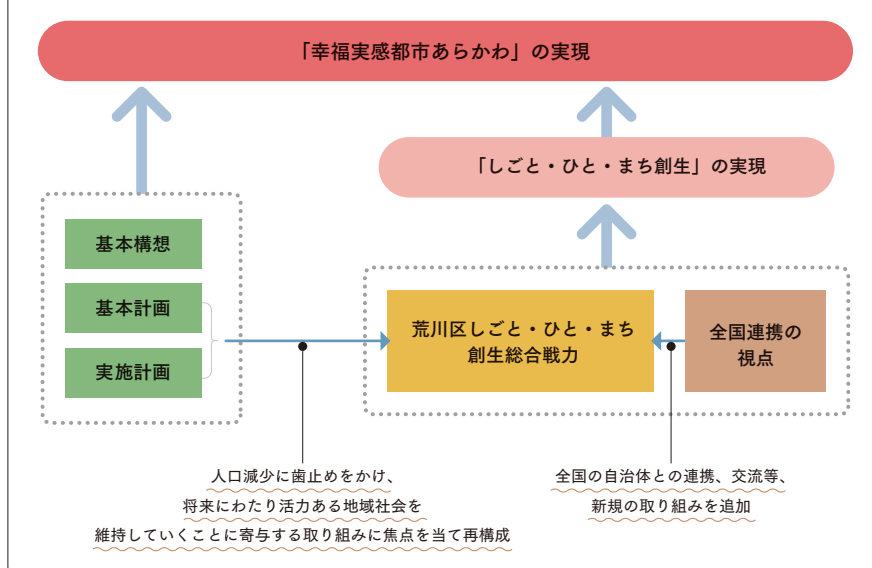 「幸福実感都市あらかわ」の実現
「しごと・ひと・まち創生」の実現
基本構想
基本計画
実施計画
荒川区しごと・ひと・まち
創生総合戦力
全国連携の
視点
人口減少に歯止めをかけ、
将来にわたり活力ある地域社会を
維持していくことに寄与する取り組みに焦点を当て再構成
全国の自治体との連携、交流等、
新規の取り組みを追加